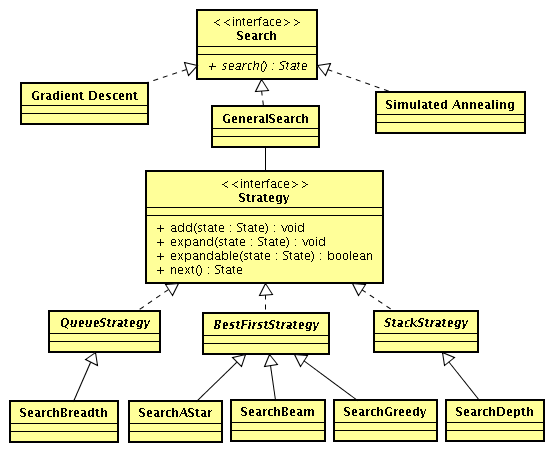 <<interface>>
Search
+ search() : State
Gradient Descent
GeneralSearch
Simulated Annealing
<<interface>>
Strategy
+ add(state : State) : void
+ expand(state : State) : void
+ expandable(state : State) : boolean
+ next() : State
QueueStrategy
BestFirstStrategy
StackStrategy
SearchBreadth
SearchAStar
SearchBeam
SearchGreedy
SearchDepth